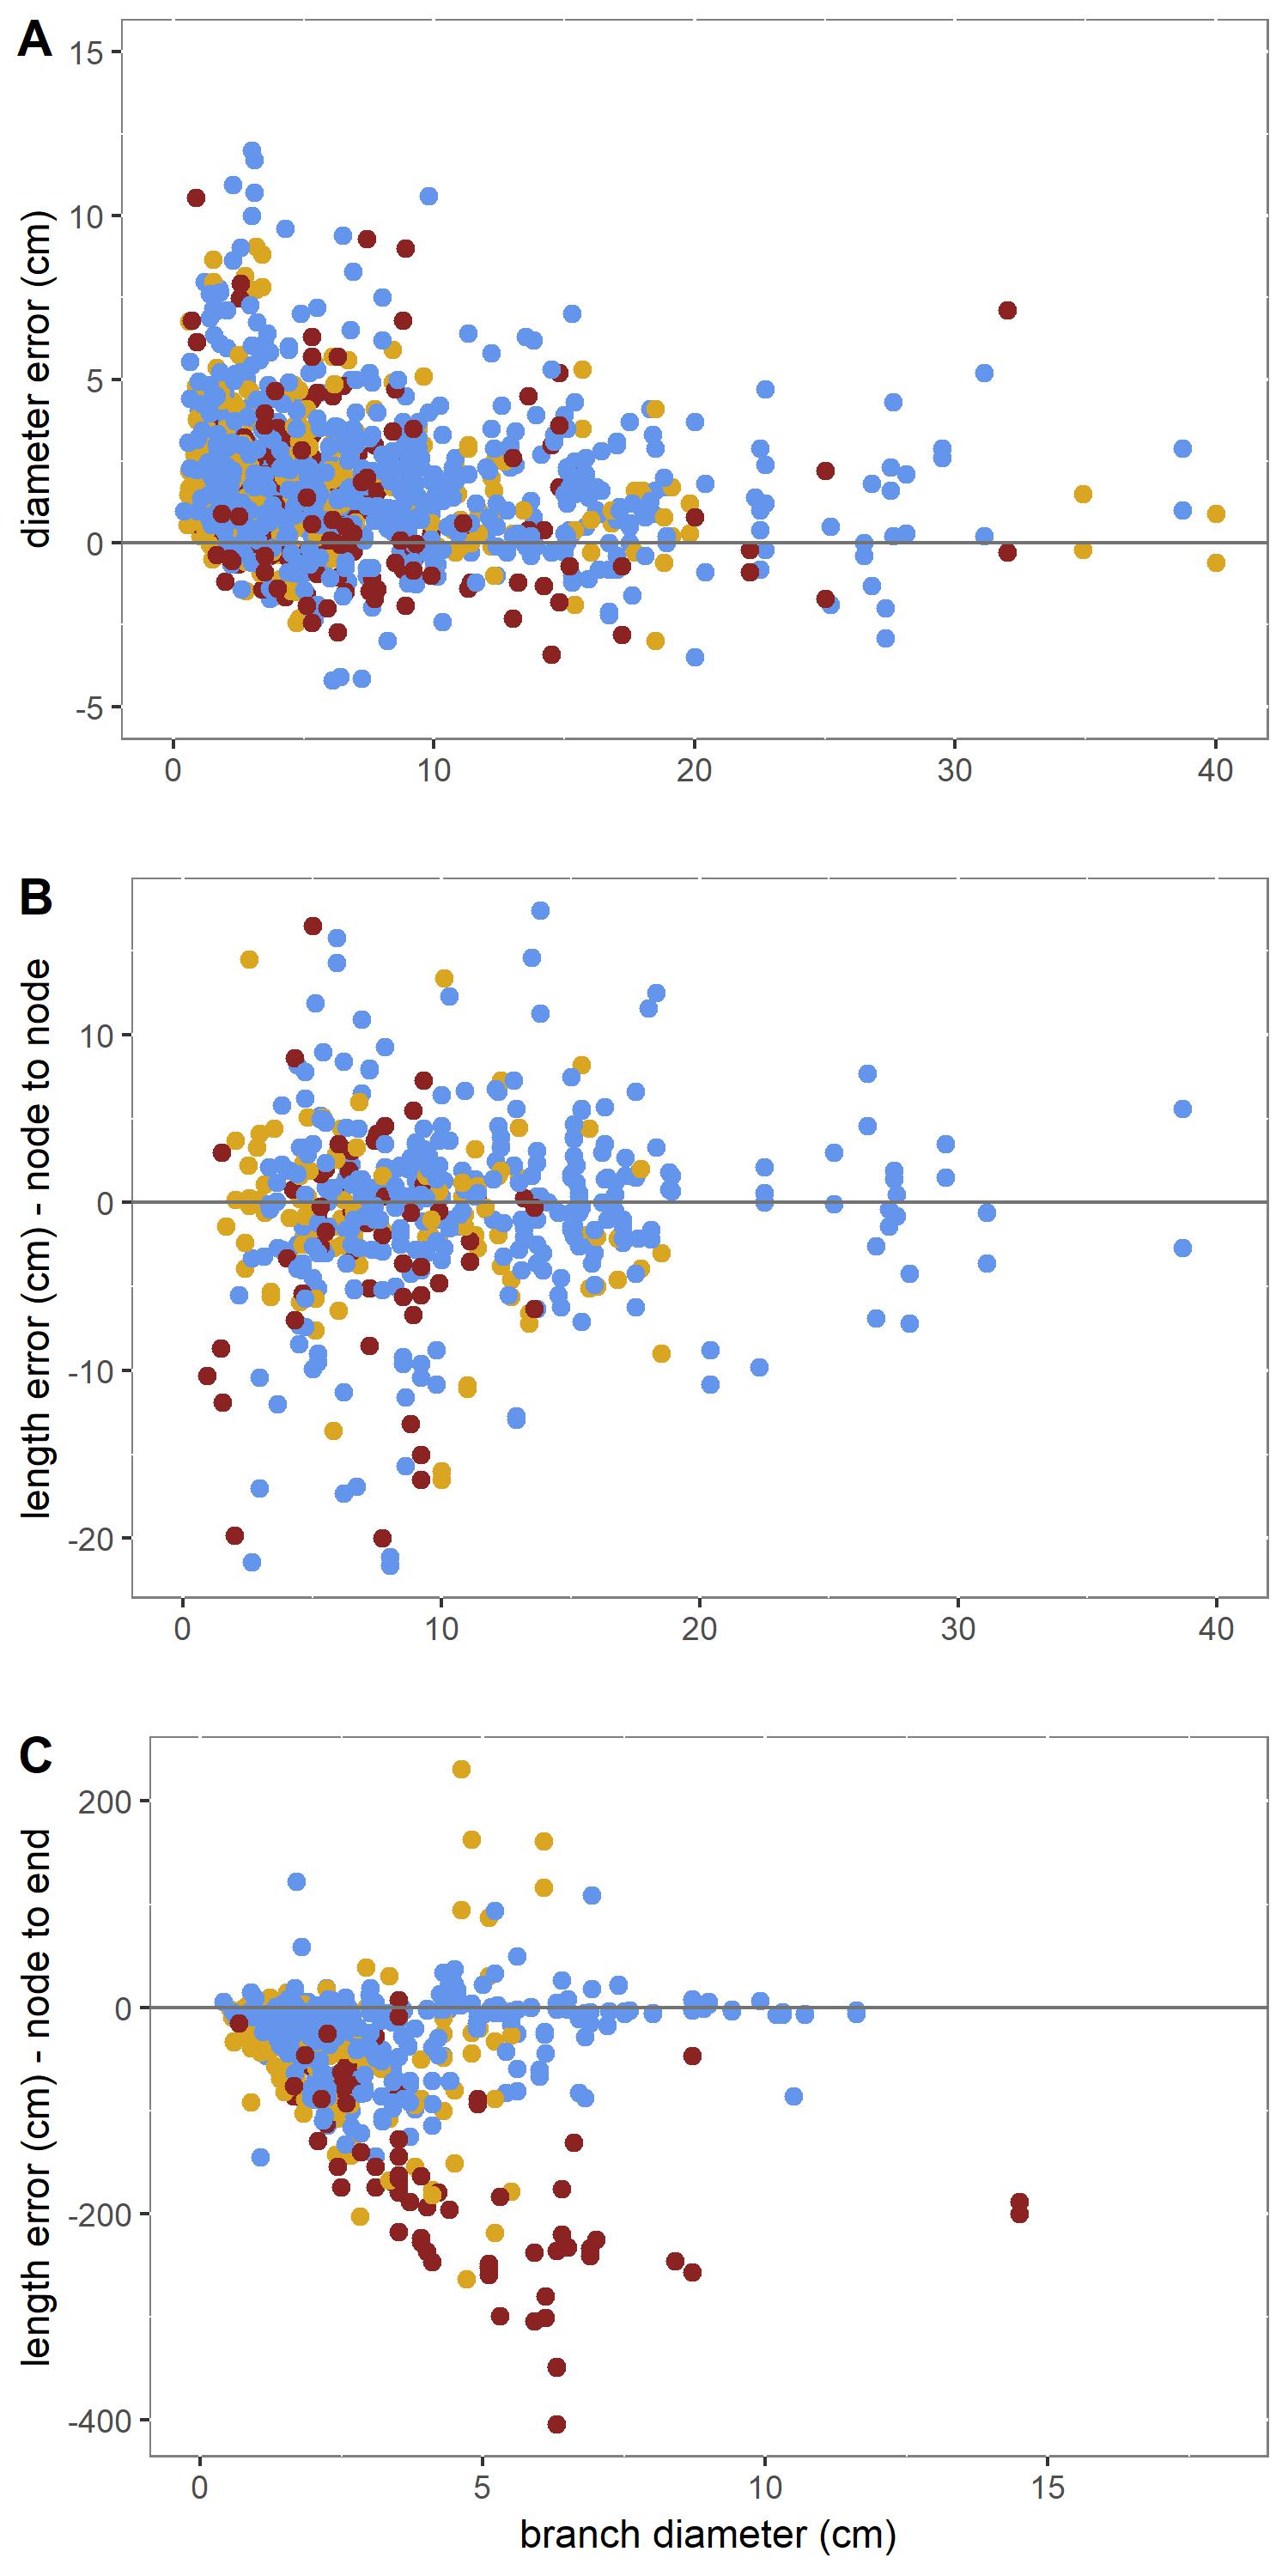 A
diameter error (cm)
15
10
5
0
-5
0 10 20 30 40
B
length error (cm) - node to node
10
0
-10
-20
0 10 20 30 40
C
length error (cm) - node to end
200
0
-200
-400
0 5 10 15
branch diameter (cm)